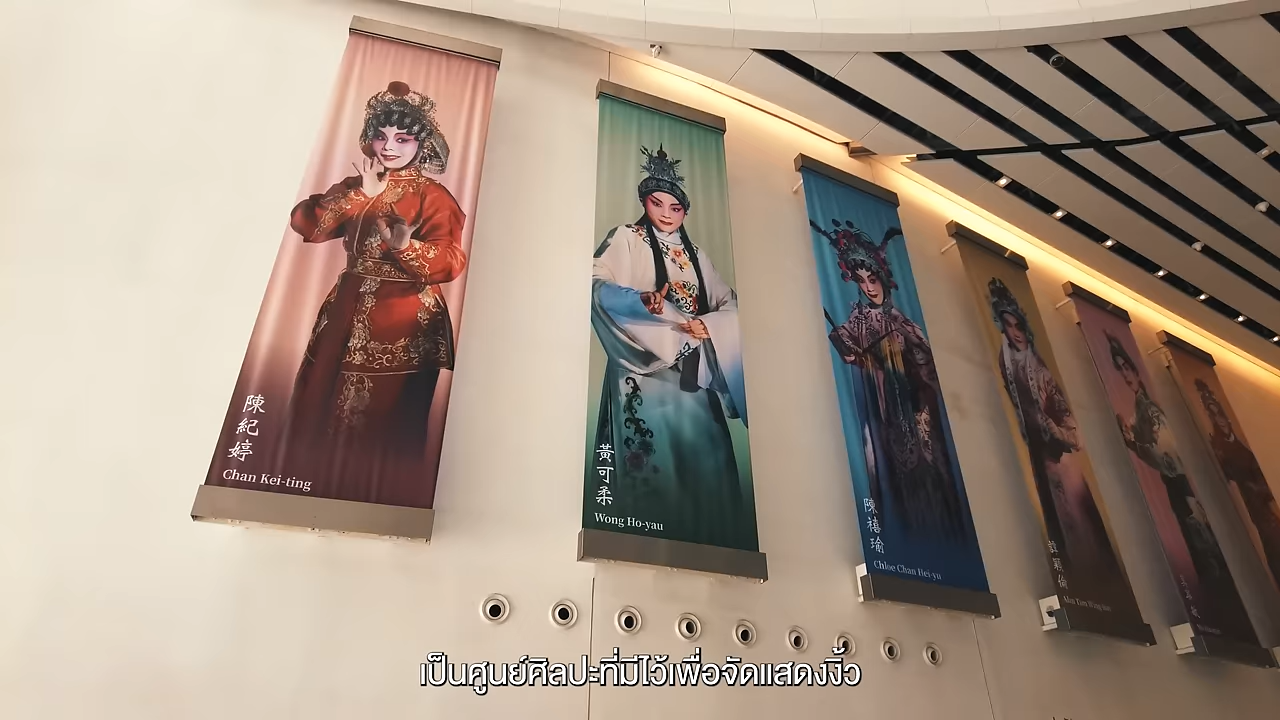 陳紀婷
Chan Kei-ting
黃可柔
Wong Ho-yau
陳禧瑜
Chloe Chan Hei-yu
เป็นศูนย์ศิลปะที่มีไว้เพื่อจัดแสดงงิ้ว